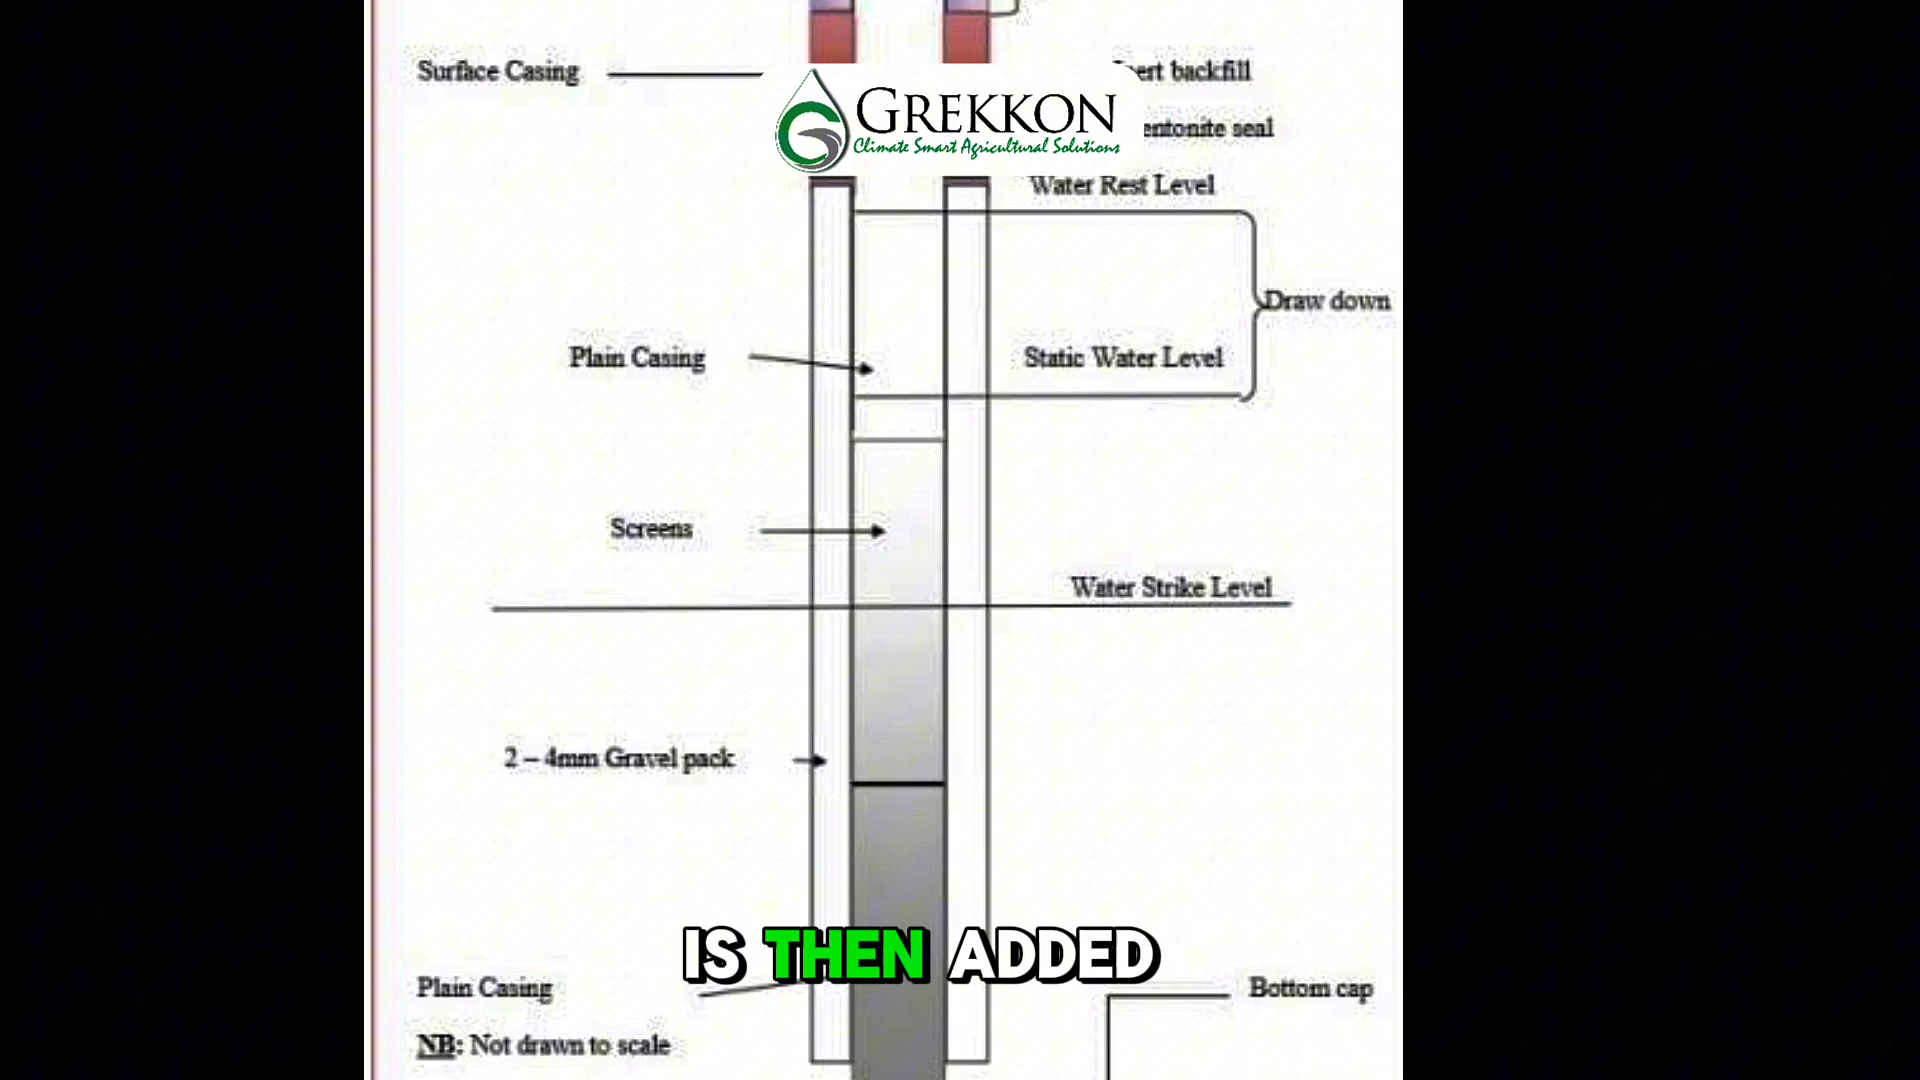 Surface Casing
backfill
GREKKON
Climate Smart Agricultural Solutions
seal
Water Rest Level
Draw down
Plain Casing
Static Water Level
Screens
Water Strike Level
2 – 4mm Gravel pack
IS THEN ADDED
Plain Casing
Bottom cap
NB: Not drawn to scale